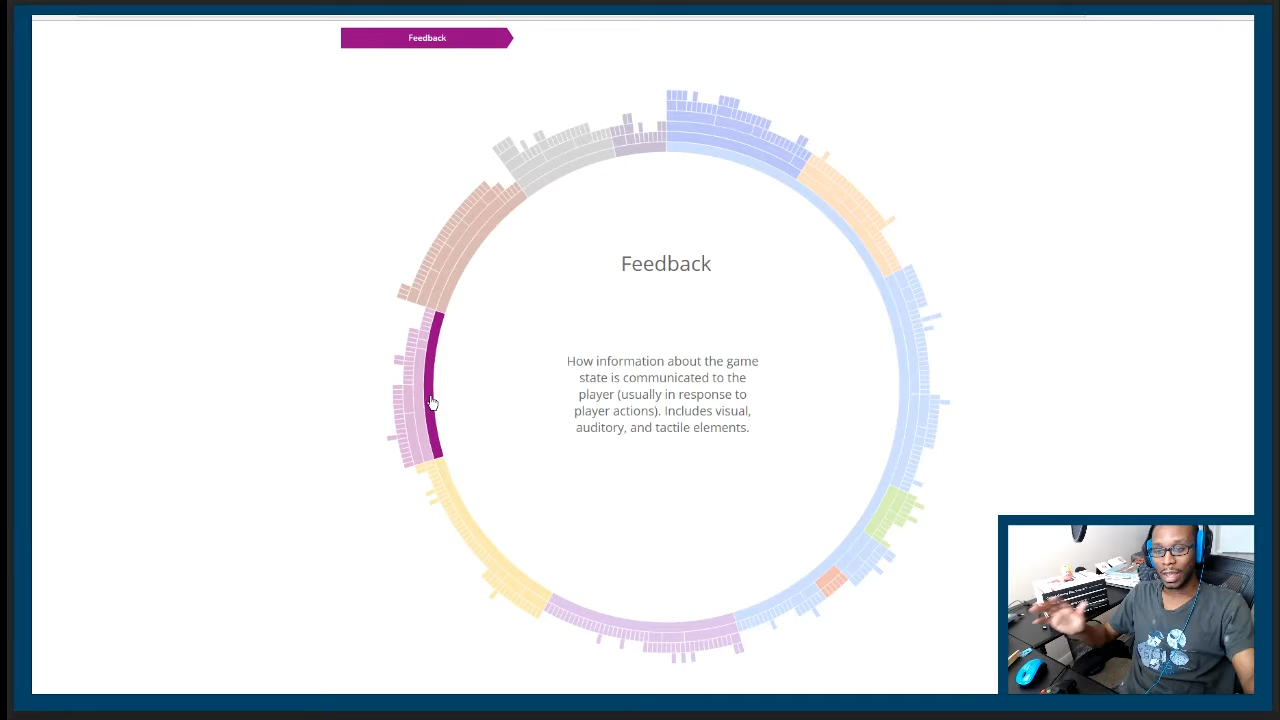 Feedback
Feedback
How information about the game
state is communicated to the
player (usually in response to
player actions). Includes visual,
auditory, and tactile elements.